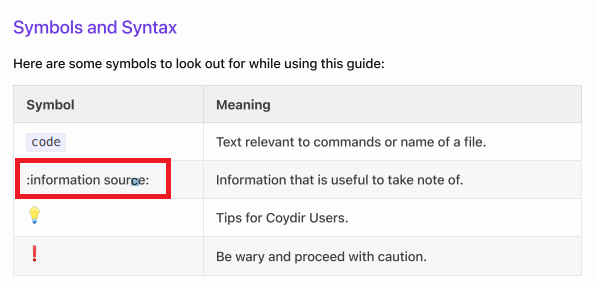 Symbols and Syntax
Here are some symbols to look out for while using this guide:
Symbol Meaning
code Text relevant to commands or name of a file.
:information source: Information that is useful to take note of.
💡 Tips for Coydir Users.
❗ Be wary and proceed with caution.